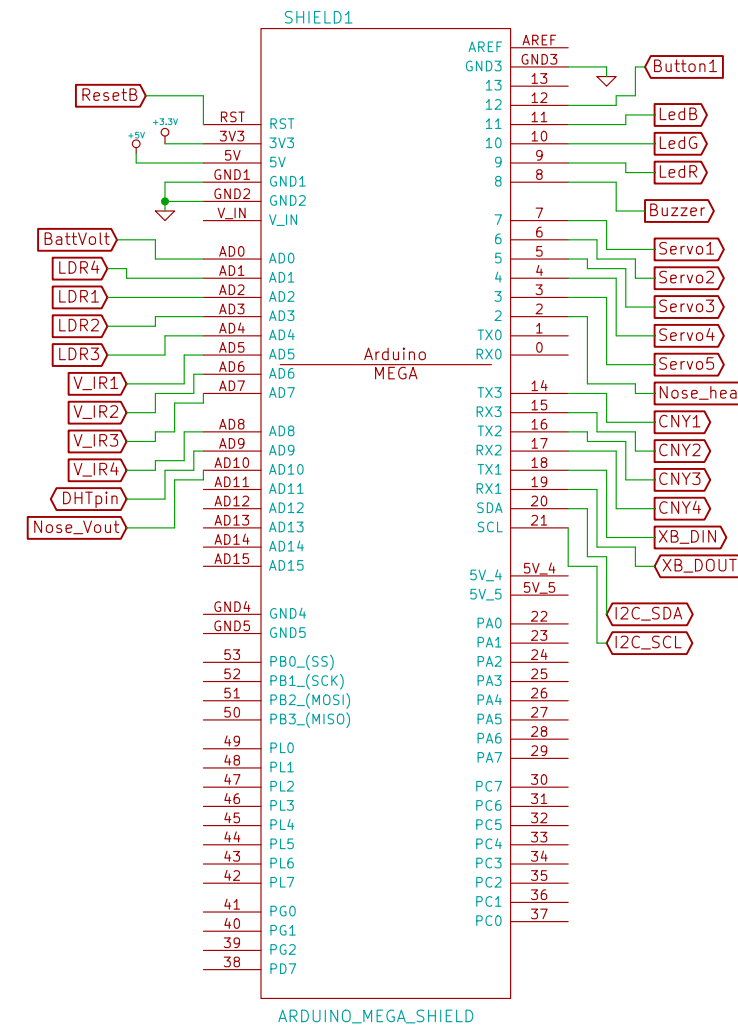 SHIELD1
AREF AREF
GND3 GND3
13 13
12 12 Button1
ResetB RST RST 11 11 LedB
+5V +3.3V 3V3 3V3 10 10 LedG
5V 5V 9 9 LedR
GND1 GND1 8 8
GND2 GND2 Buzzer
V_IN V_IN 7 7
BattVolt 6 6 Servo1
AD0 AD0 5 5
LDR4 AD1 AD1 4 4 Servo2
LDR1 AD2 AD2 3 3 Servo3
LDR2 AD3 AD3 2 2
LDR3 AD4 AD4 TX0 1 Servo4
AD5 AD5 Arduino RX0 0 Servo5
V_IR1 AD6 AD6 MEGA
V_IR2 AD7 AD7 TX3 14 Nose_hea
RX3 15 CNY1
V_IR3 AD8 AD8 TX2 16
AD9 AD9 RX2 17 CNY2
V_IR4 AD10 AD10 TX1 18
DHTpin AD11 AD11 RX1 19 CNY3
AD12 AD12 SDA 20 CNY4
Nose_Vout AD13 AD13 SCL 21 XB_DIN
AD14 AD14
AD15 AD15 XB_DOUT
5V_4 5V_4
5V_5 5V_5
GND4 GND4 I2C_SDA
GND5 GND5 PA0 22
PA1 23 I2C_SCL
53 PB0_(SS) PA2 24
52 PB1_(SCK) PA3 25
51 PB2_(MOSI) PA4 26
50 PB3_(MISO) PA5 27
PA6 28
49 PL0 PA7 29
48 PL1
47 PL2 PC7 30
46 PL3 PC6 31
45 PL4 PC5 32
44 PL5 PC4 33
43 PL6 PC3 34
42 PL7 PC2 35
PC1 36
41 PG0 PC0 37
40 PG1
39 PG2
38 PD7
ARDUINO_MEGA_SHIELD